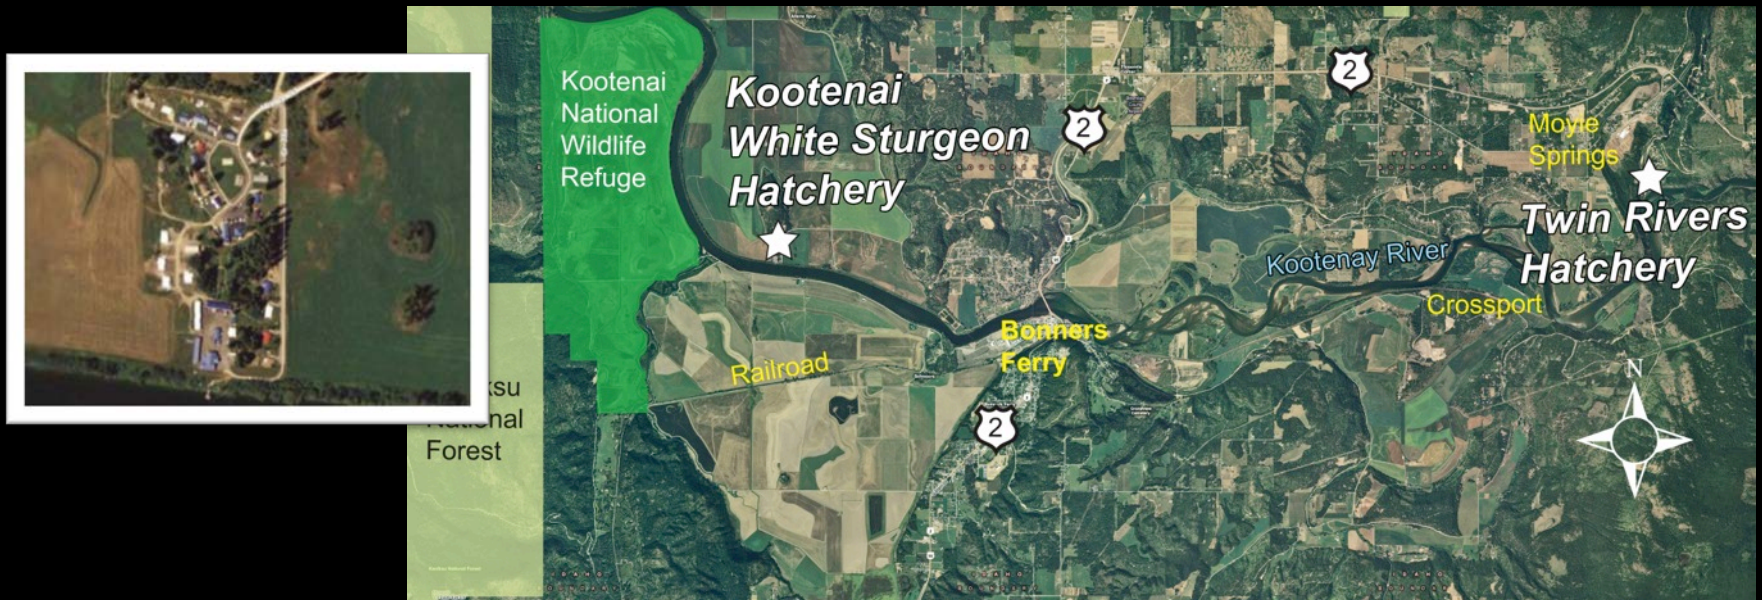 Kootenai
National
Wildlife
Refuge
Kootenai
White Sturgeon
Hatchery
2
2
Moyie
Springs
Twin Rivers
Hatchery
Kootenay River
Crossport
Bonners
Ferry
Railroad
2
N
ksu
National
Forest